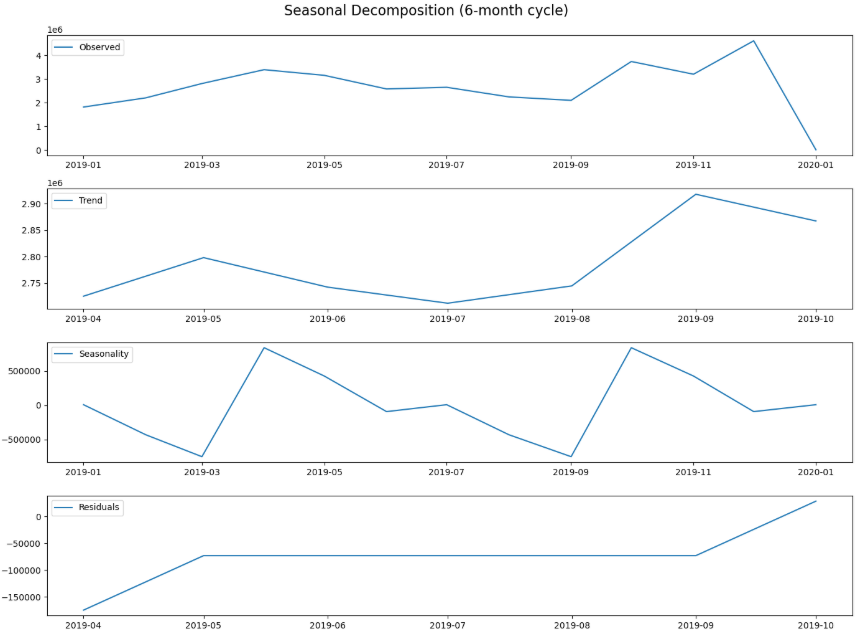 Seasonal Decomposition (6-month cycle)
1e6
Observed
4
3
2
1
0
2019-01 2019-03 2019-05 2019-07 2019-09 2019-11 2020-01
1e6
Trend
2.90
2.85
2.80
2.75
2019-04 2019-05 2019-06 2019-07 2019-08 2019-09 2019-10
Seasonality
500000
0
−500000
2019-01 2019-03 2019-05 2019-07 2019-09 2019-11 2020-01
Residuals
0
−50000
−100000
−150000
2019-04 2019-05 2019-06 2019-07 2019-08 2019-09 2019-10